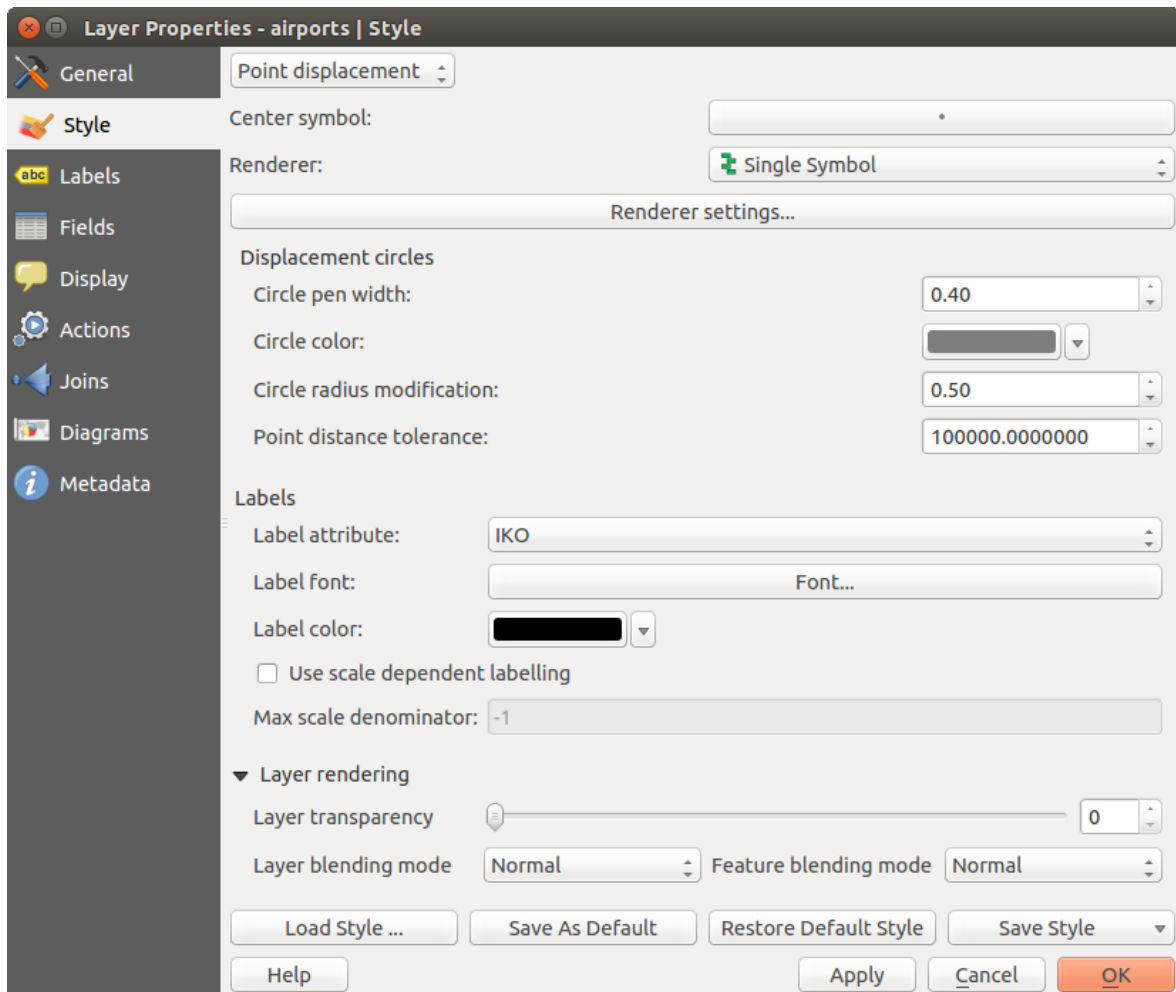 Layer Properties - airports | Style
General
Style
abc Labels
Fields
Display
Actions
Joins
Diagrams
i Metadata
Point displacement
Center symbol:
Renderer: Single Symbol
Renderer settings...
Displacement circles
Circle pen width: 0.40
Circle color:
Circle radius modification: 0.50
Point distance tolerance: 100000.0000000
Labels
Label attribute: IKO
Label font: Font...
Label color:
Use scale dependent labelling
Max scale denominator: -1
Layer rendering
Layer transparency 0
Layer blending mode Normal Feature blending mode Normal
Load Style ... Save As Default Restore Default Style Save Style
Help Apply Cancel OK